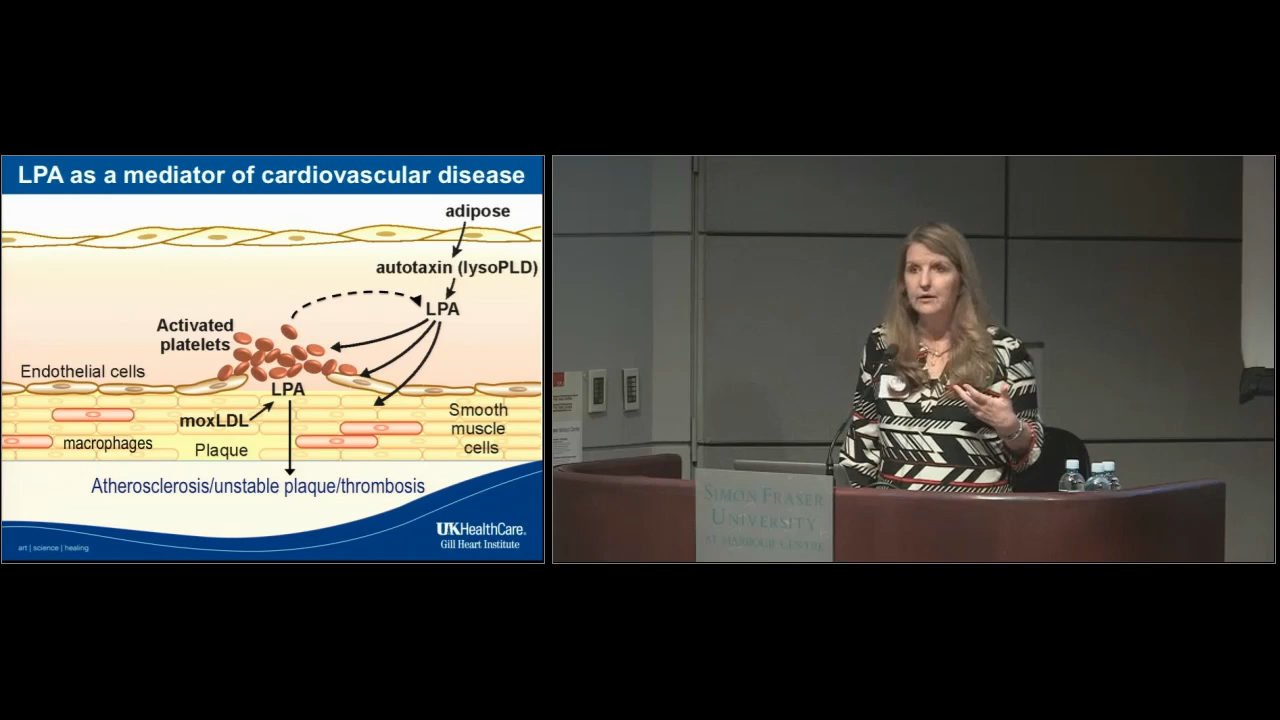 LPA as a mediator of cardiovascular disease
adipose
autotaxin (lysoPLD)
LPA
Activated
platelets
Endothelial cells
LPA
moxLDL
Smooth
muscle
cells
macrophages
Plaque
Atherosclerosis/unstable plaque/thrombosis
UKHealthCare.
Gill Heart Institute
art | science | healing
SIMON FRASER
UNIVERSITY
AT HARBOUR CENTRE